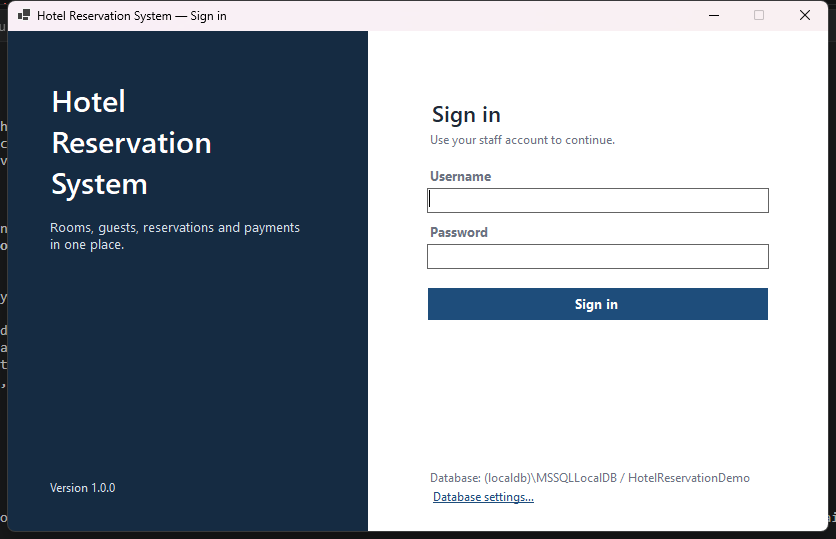 Hotel Reservation System — Sign in
Hotel
Reservation
System
Rooms, guests, reservations and payments
in one place.
Version 1.0.0
Sign in
Use your staff account to continue.
Username
Password
Sign in
Database: (localdb)\MSSQLLocalDB / HotelReservationDemo
Database settings...